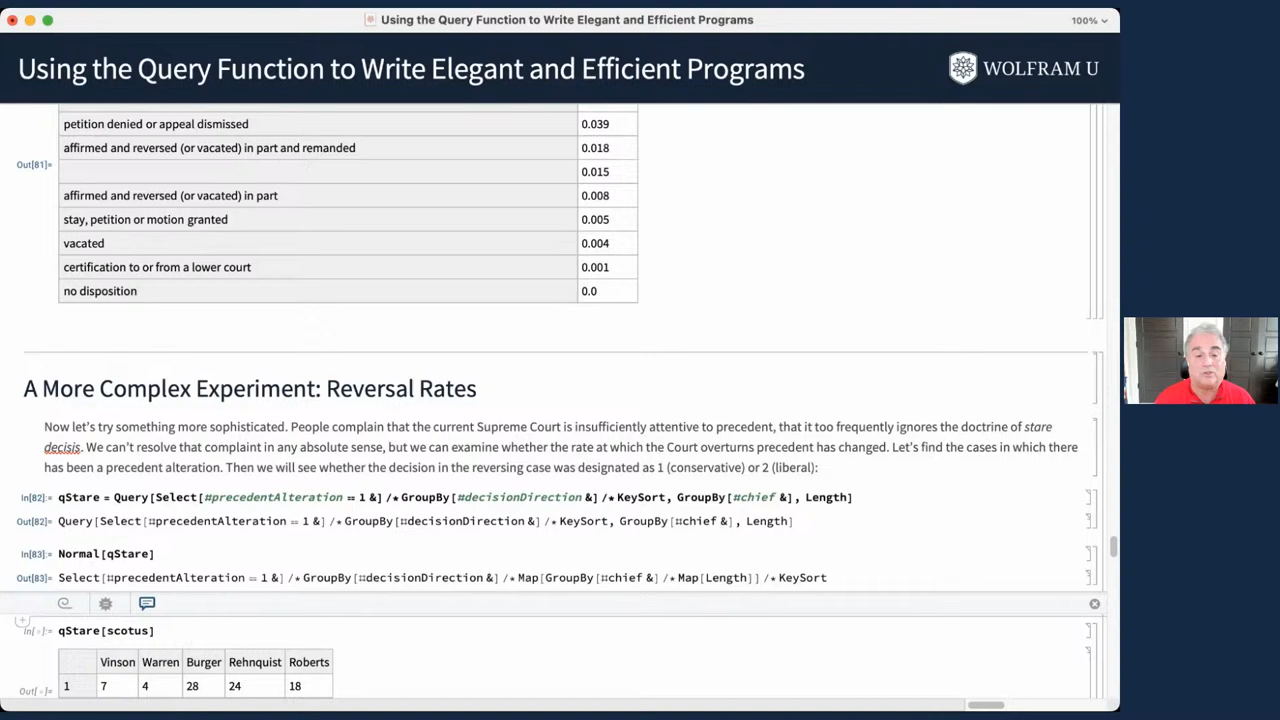 Using the Query Function to Write Elegant and Efficient Programs
100%
Using the Query Function to Write Elegant and Efficient Programs
WOLFRAM U
petition denied or appeal dismissed 0.039
affirmed and reversed (or vacated) in part and remanded 0.018
Out[81]=
0.015
affirmed and reversed (or vacated) in part 0.008
stay, petition or motion granted 0.005
vacated 0.004
certification to or from a lower court 0.001
no disposition 0.0
A More Complex Experiment: Reversal Rates
Now let's try something more sophisticated. People complain that the current Supreme Court is insufficiently attentive to precedent, that it too frequently ignores the doctrine of stare
decisis. We can't resolve that complaint in any absolute sense, but we can examine whether the rate at which the Court overturns precedent has changed. Let's find the cases in which there
has been a precedent alteration. Then we will see whether the decision in the reversing case was designated as 1 (conservative) or 2 (liberal):
In[82]:= qStare = Query[Select[#precedentAlteration == 1 &] /* GroupBy[#decisionDirection &] /* KeySort, GroupBy[#chief &], Length]
Out[82]= Query[Select[#precedentAlteration == 1 &] /* GroupBy[#decisionDirection &] /* KeySort, GroupBy[#chief &], Length]
In[83]:= Normal[qStare]
Out[83]= Select[#precedentAlteration == 1 &] /* GroupBy[#decisionDirection &] /* Map[GroupBy[#chief &] /* Map[Length]] /* KeySort
In[ ]:= qStare[scotus]
Vinson Warren Burger Rehnquist Roberts
1 7 4 28 24 18
Out[ ]=